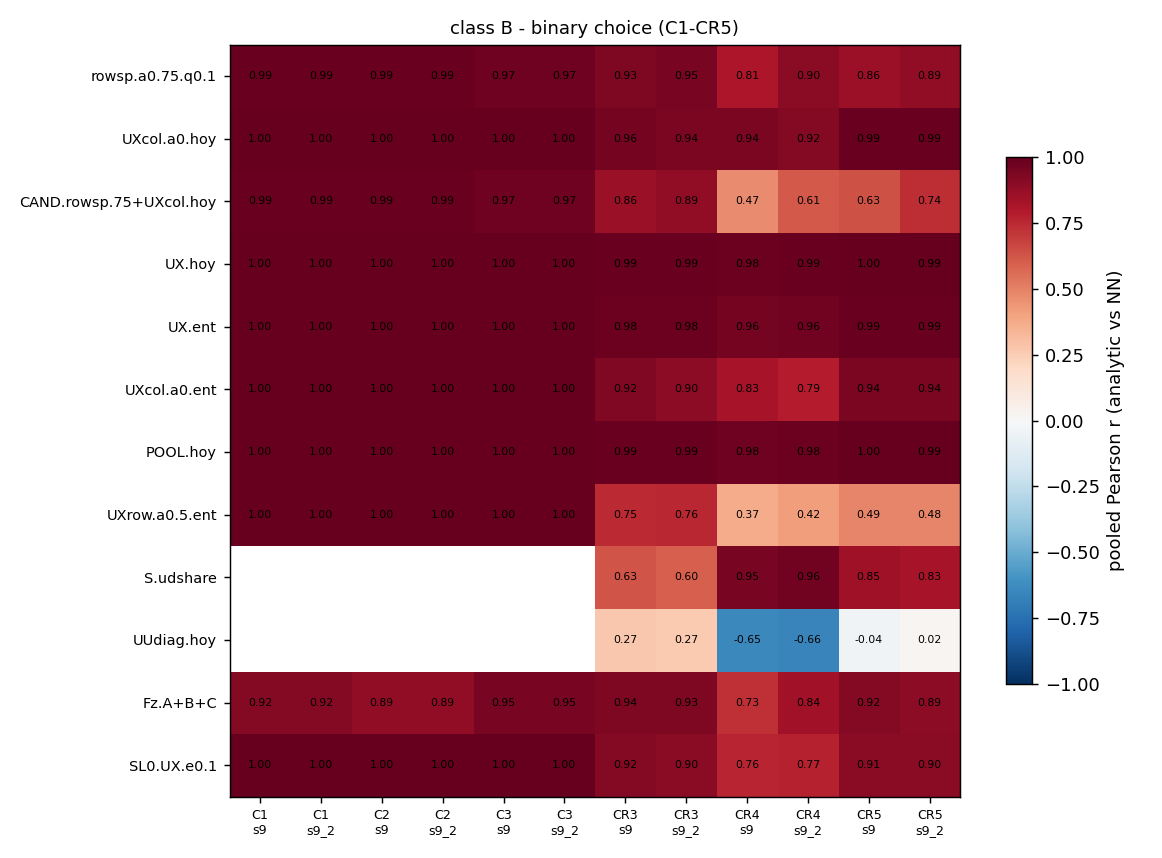 class B - binary choice (C1-CR5)
rowsp.a0.75.q0.1 0.99 0.99 0.99 0.99 0.97 0.97 0.93 0.95 0.81 0.90 0.86 0.89
UXcol.a0.hoy 1.00 1.00 1.00 1.00 1.00 1.00 0.96 0.94 0.94 0.92 0.99 0.99
CAND.rowsp.75+UXcol.hoy 0.99 0.99 0.99 0.99 0.97 0.97 0.86 0.89 0.47 0.61 0.63 0.74
UX.hoy 1.00 1.00 1.00 1.00 1.00 1.00 0.99 0.99 0.98 0.99 1.00 0.99
UX.ent 1.00 1.00 1.00 1.00 1.00 1.00 0.98 0.98 0.96 0.96 0.99 0.99
UXcol.a0.ent 1.00 1.00 1.00 1.00 1.00 1.00 0.92 0.90 0.83 0.79 0.94 0.94
POOL.hoy 1.00 1.00 1.00 1.00 1.00 1.00 0.99 0.99 0.98 0.98 1.00 0.99
UXrow.a0.5.ent 1.00 1.00 1.00 1.00 1.00 1.00 0.75 0.76 0.37 0.42 0.49 0.48
S.udshare 0.63 0.60 0.95 0.96 0.85 0.83
UUdiag.hoy 0.27 0.27 -0.65 -0.66 -0.04 0.02
Fz.A+B+C 0.92 0.92 0.89 0.89 0.95 0.95 0.94 0.93 0.73 0.84 0.92 0.89
SL0.UX.e0.1 1.00 1.00 1.00 1.00 1.00 1.00 0.92 0.90 0.76 0.77 0.91 0.90
C1 C1 C2 C2 C3 C3 CR3 CR3 CR4 CR4 CR5 CR5
s9 s9_2 s9 s9_2 s9 s9_2 s9 s9_2 s9 s9_2 s9 s9_2
1.00
0.75
0.50
0.25
0.00
−0.25
−0.50
−0.75
−1.00
pooled Pearson r (analytic vs NN)